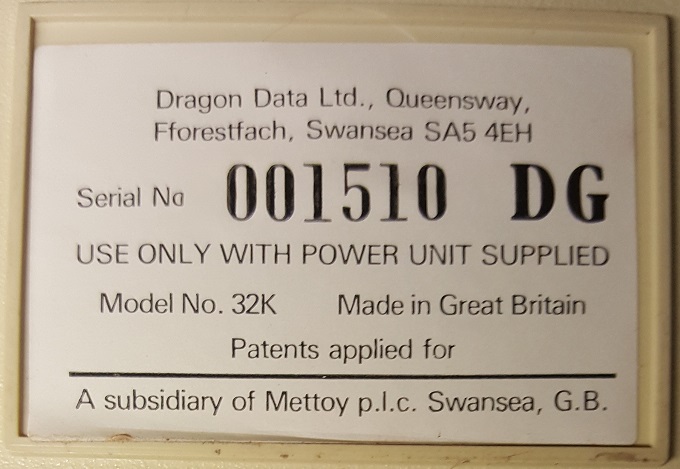 Dragon Data Ltd., Queensway,
Fforestfach, Swansea SA5 4EH
Serial No 001510 DG
USE ONLY WITH POWER UNIT SUPPLIED
Model No. 32K Made in Great Britain
Patents applied for
A subsidiary of Mettoy p.l.c. Swansea, G.B.